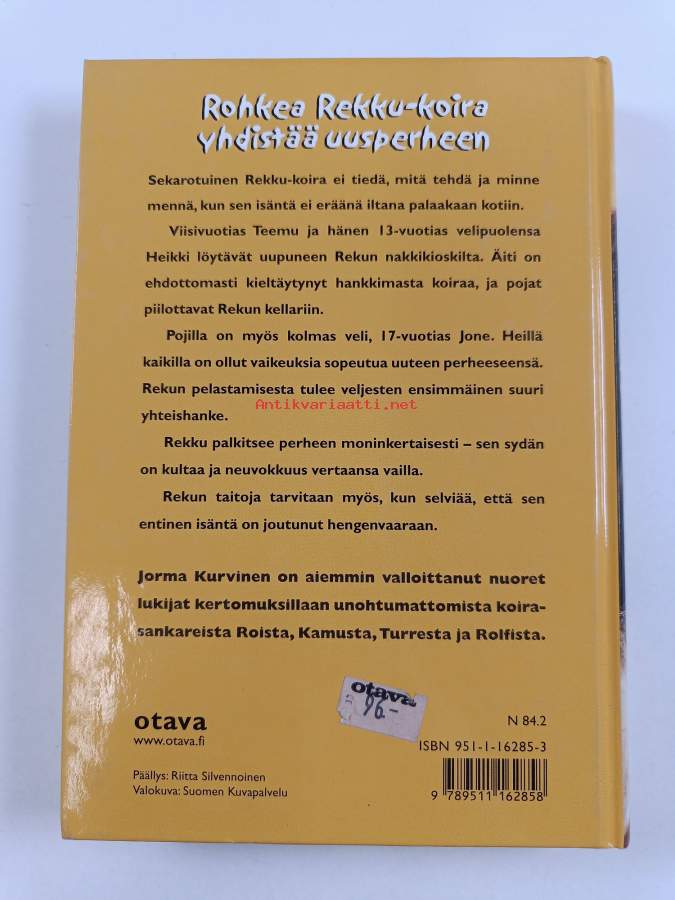 Rohkea Rekku-koira
yhdistää uusperheen
Sekarotuinen Rekku-koira ei tiedä, mitä tehdä ja minne
mennä, kun sen isäntä ei eräänä iltana palaakaan kotiin.
Viisivuotias Teemu ja hänen 13-vuotias velipuolensa
Heikki löytävät uupuneen Rekun nakkikioskilta. Äiti on
ehdottomasti kieltäytynyt hankkimasta koiraa, ja pojat
piilottavat Rekun kellariin.
Pojilla on myös kolmas veli, 17-vuotias Jone. Heillä
kaikilla on ollut vaikeuksia sopeutua uuteen perheeseensä.
Rekun pelastamisesta tulee veljesten ensimmäinen suuri
Antikvariaatti.net
yhteishanke.
Rekku palkitsee perheen moninkertaisesti – sen sydän
on kultaa ja neuvokkuus vertaansa vailla.
Rekun taitoja tarvitaan myös, kun selviää, että sen
entinen isäntä on joutunut hengenvaaraan.
Jorma Kurvinen on aiemmin valloittanut nuoret
lukijat kertomuksillaan unohtumattomista koira-
sankareista Roista, Kamusta, Turresta ja Rolfista.
otava
96.-
otava
www.otava.fi
N 84.2
ISBN 951-1-16285-3
Päällys: Riitta Silvennoinen
Valokuva: Suomen Kuvapalvelu
9 789511 162858